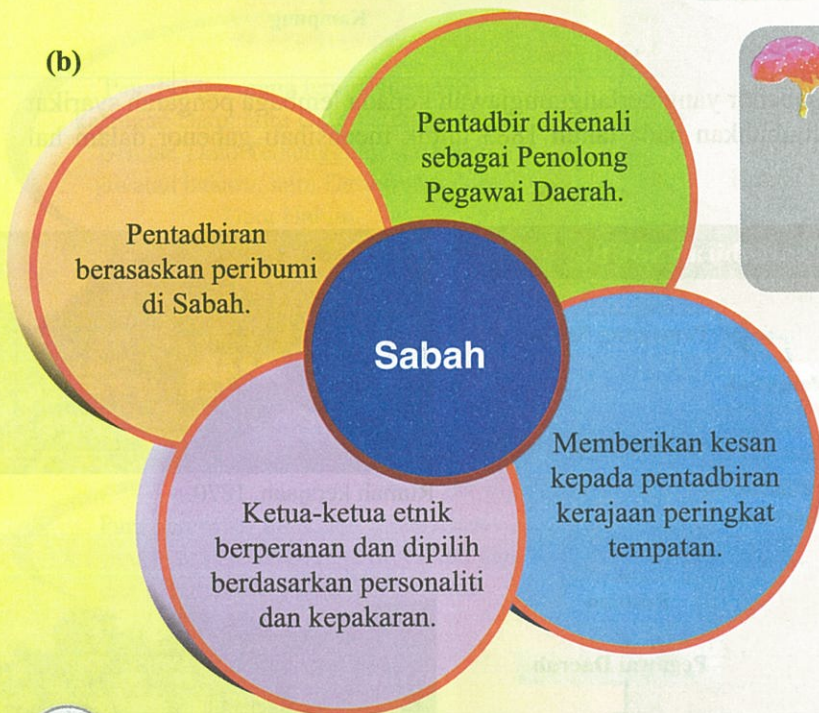 (b)
Pentadbir dikenali
sebagai Penolong
Pegawai Daerah.
Pentadbiran
berasaskan peribumi
di Sabah.
Sabah
Memberikan kesan
kepada pentadbiran
kerajaan peringkat
tempatan.
Ketua-ketua etnik
berperanan dan dipilih
berdasarkan personaliti
dan kepakaran.